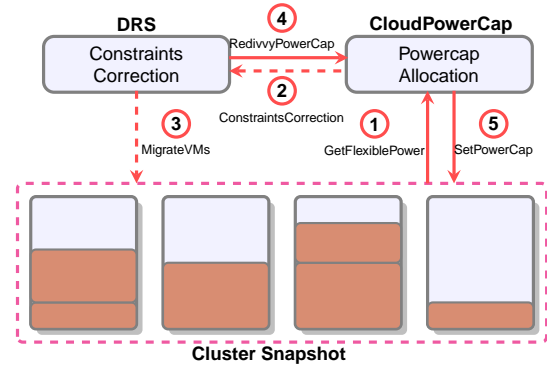 DRS
CloudPowerCap
Constraints
Correction
4
RedivvyPowerCap
2
ConstraintsCorrection
Powercap
Allocation
3
MigrateVMs
1
GetFlexiblePower
5
SetPowerCap
Cluster Snapshot